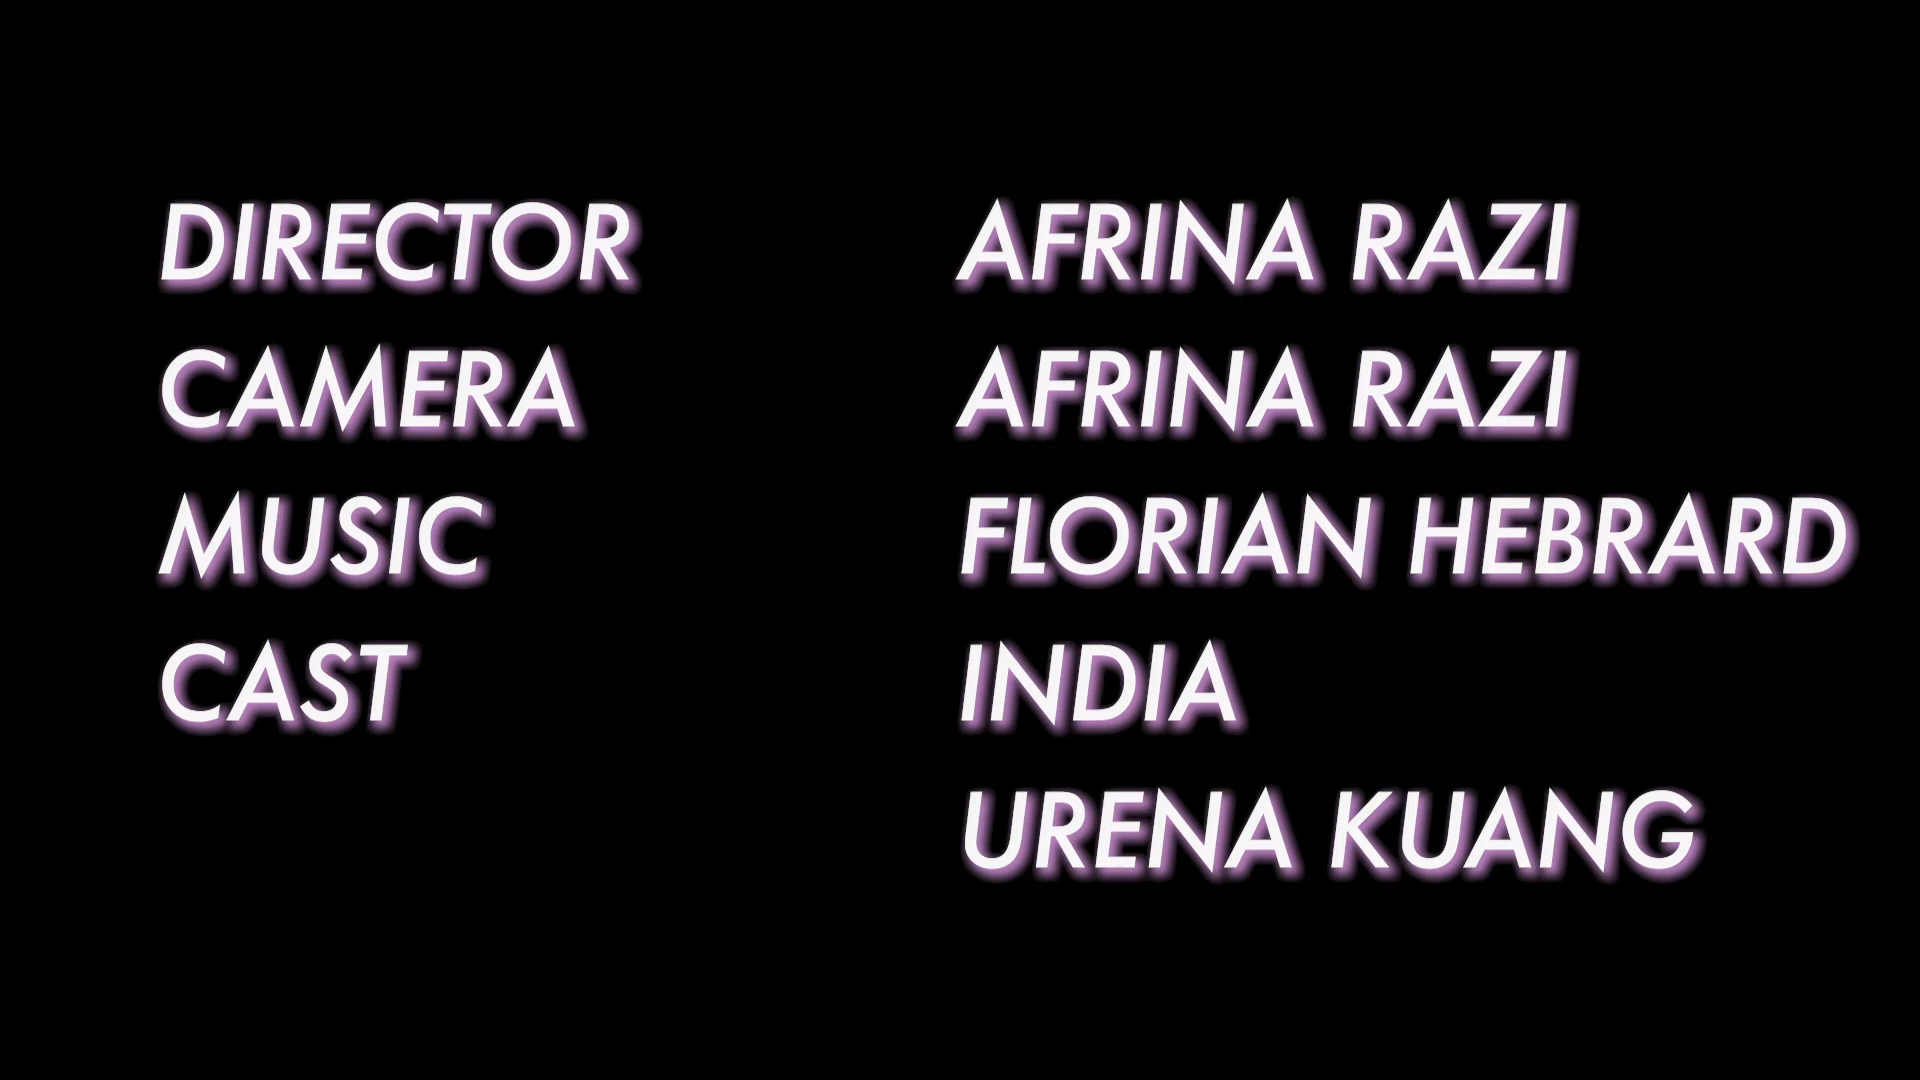 DIRECTOR AFRINA RAZI
CAMERA AFRINA RAZI
MUSIC FLORIAN HEBRARD
CAST INDIA
URENA KUANG